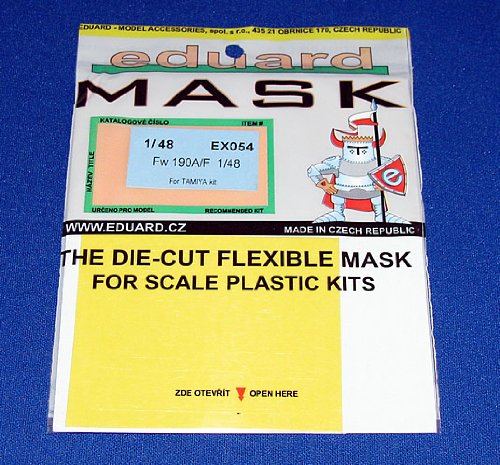 EDUARD - MODEL ACCESSORIES, spol. s r.o., 435 21 OBRNICE 170, CZECH REPUBLIC
eduard
MASK
KATALOGOVÉ ČÍSLO ITEM #
1/48 EX054
Fw 190A/F 1/48
For TAMIYA kit
NÁZEV TITLE
URČENO PRO MODEL RECOMMENDED KIT
e
WWW.EDUARD.CZ MADE IN CZECH REPUBLIC
THE DIE-CUT FLEXIBLE MASK
FOR SCALE PLASTIC KITS
ZDE OTEVŘÍT OPEN HERE